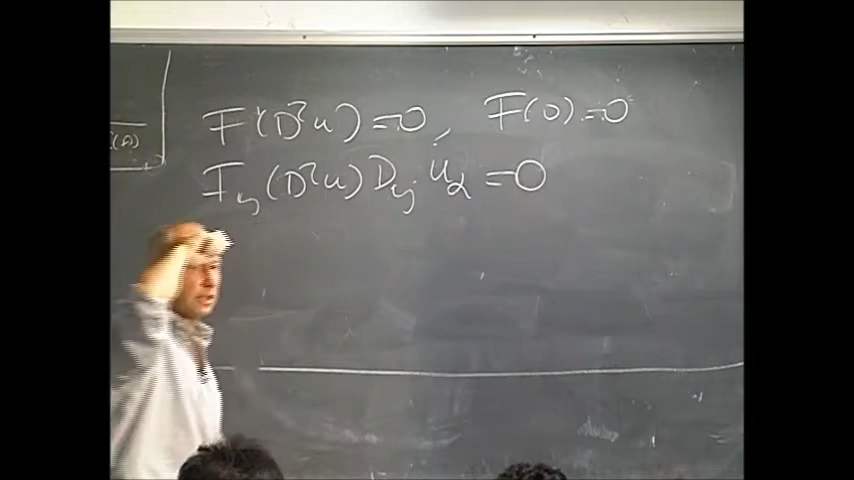 F(D²u)=0, F(0)=0
F_ij(D²u) D_ij u_α =0